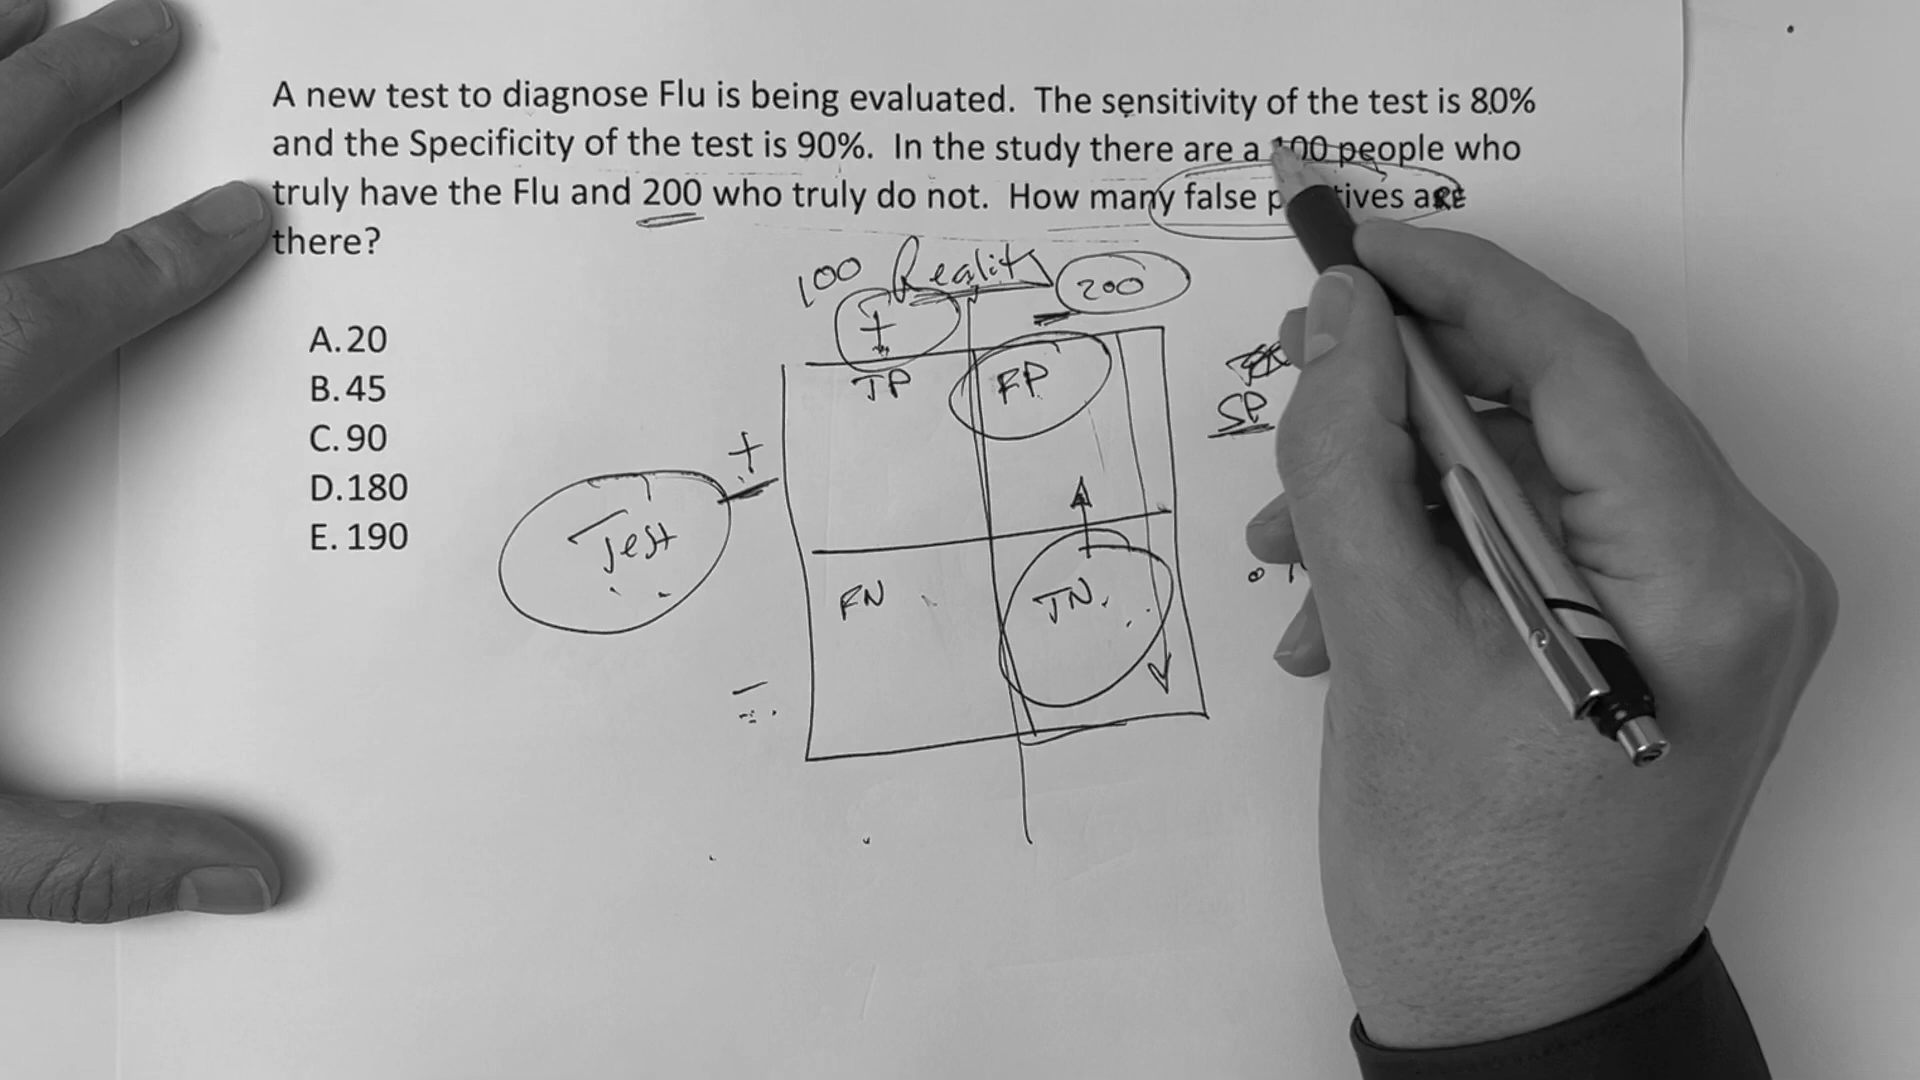 A new test to diagnose Flu is being evaluated. The sensitivity of the test is 80%
and the Specificity of the test is 90%. In the study there are a 100 people who
truly have the Flu and 200 who truly do not. How many false are
there?
100 Reality 200
+ -
A. 20
B. 45
C. 90
D. 180
E. 190
TP FP
SP
+
Test
FN TN
-